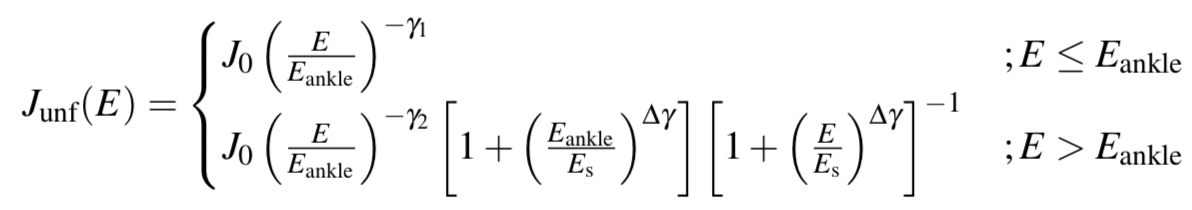 J_unf(E) = { J_0 (E/E_ankle)^{-γ_1} ; E ≤ E_ankle
J_0 (E/E_ankle)^{-γ_2} [1 + (E_ankle/E_s)^{Δγ}] [1 + (E/E_s)^{Δγ}]^{-1} ; E > E_ankle